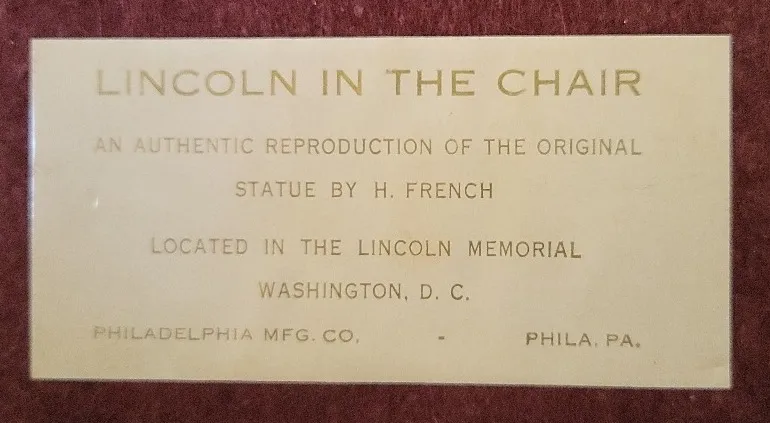 LINCOLN IN THE CHAIR
AN AUTHENTIC REPRODUCTION OF THE ORIGINAL
STATUE BY H. FRENCH
LOCATED IN THE LINCOLN MEMORIAL
WASHINGTON, D. C.
PHILADELPHIA MFG. CO. - PHILA. PA.